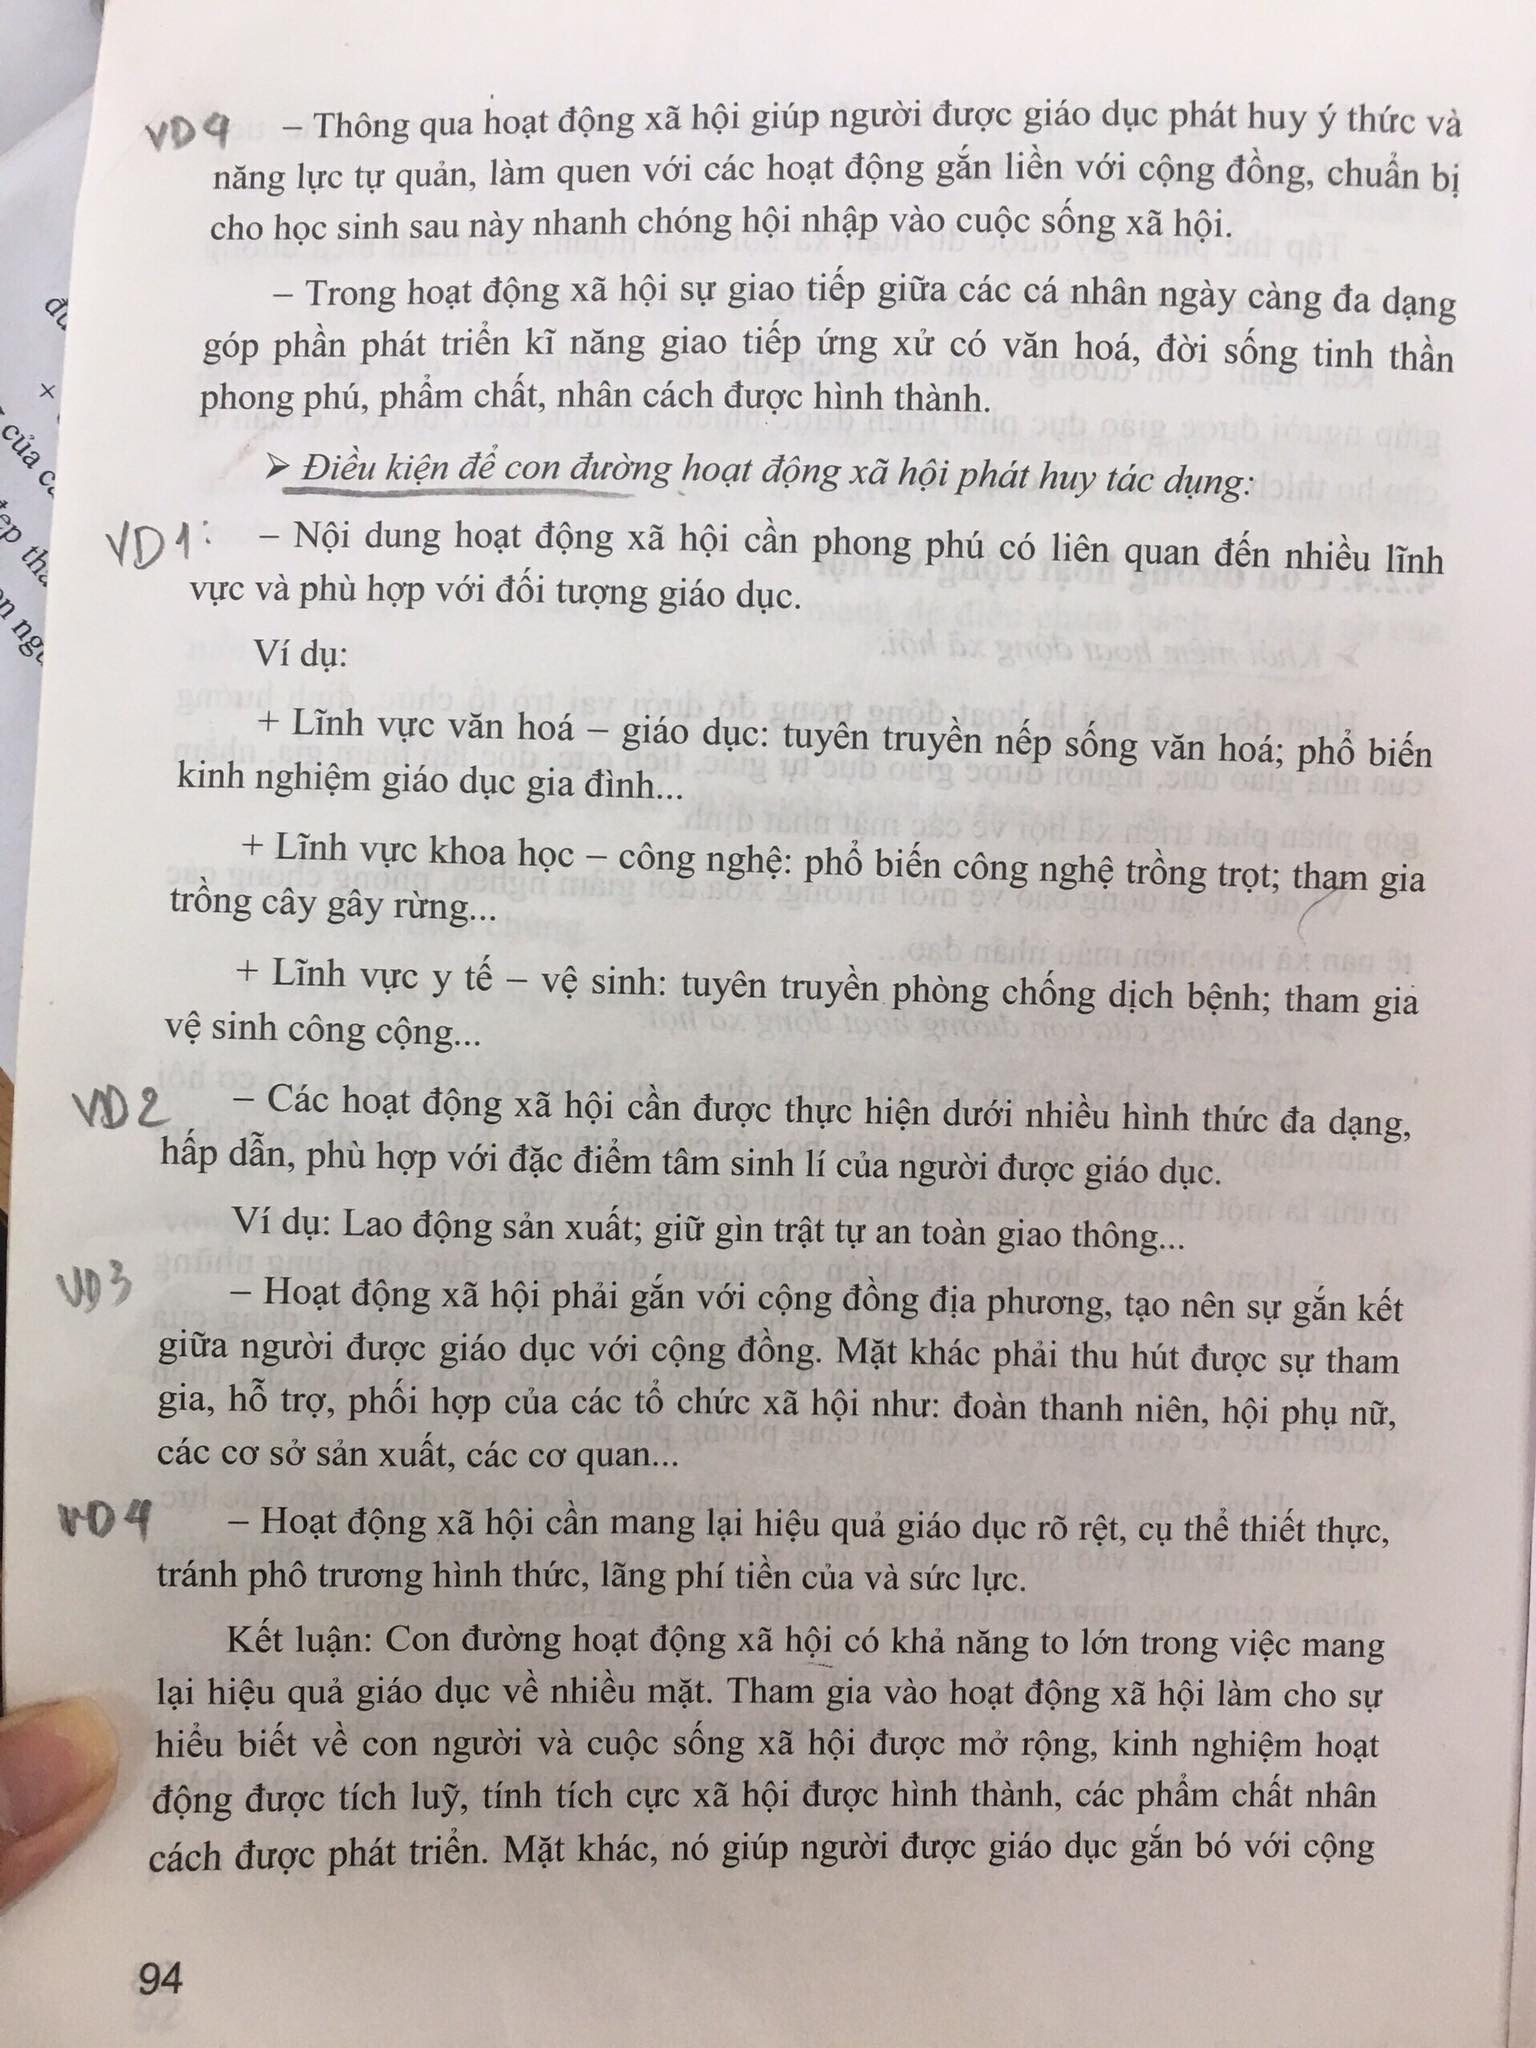 VD4 – Thông qua hoạt động xã hội giúp người được giáo dục phát huy ý thức và
năng lực tự quản, làm quen với các hoạt động gắn liền với cộng đồng, chuẩn bị
cho học sinh sau này nhanh chóng hội nhập vào cuộc sống xã hội.
– Trong hoạt động xã hội sự giao tiếp giữa các cá nhân ngày càng đa dạng
góp phần phát triển kĩ năng giao tiếp ứng xử có văn hoá, đời sống tinh thần
phong phú, phẩm chất, nhân cách được hình thành.
➢ Điều kiện để con đường hoạt động xã hội phát huy tác dụng:
VD1: – Nội dung hoạt động xã hội cần phong phú có liên quan đến nhiều lĩnh
vực và phù hợp với đối tượng giáo dục.
Ví dụ:
+ Lĩnh vực văn hoá – giáo dục: tuyên truyền nếp sống văn hoá; phổ biến
kinh nghiệm giáo dục gia đình...
+ Lĩnh vực khoa học – công nghệ: phổ biến công nghệ trồng trọt; tham gia
trồng cây gây rừng...
+ Lĩnh vực y tế – vệ sinh: tuyên truyền phòng chống dịch bệnh; tham gia
vệ sinh công cộng...
VD2 – Các hoạt động xã hội cần được thực hiện dưới nhiều hình thức đa dạng,
hấp dẫn, phù hợp với đặc điểm tâm sinh lí của người được giáo dục.
Ví dụ: Lao động sản xuất; giữ gìn trật tự an toàn giao thông...
VD3 – Hoạt động xã hội phải gắn với cộng đồng địa phương, tạo nên sự gắn kết
giữa người được giáo dục với cộng đồng. Mặt khác phải thu hút được sự tham
gia, hỗ trợ, phối hợp của các tổ chức xã hội như: đoàn thanh niên, hội phụ nữ,
các cơ sở sản xuất, các cơ quan...
VD4 – Hoạt động xã hội cần mang lại hiệu quả giáo dục rõ rệt, cụ thể thiết thực,
tránh phô trương hình thức, lãng phí tiền của và sức lực.
Kết luận: Con đường hoạt động xã hội có khả năng to lớn trong việc mang
lại hiệu quả giáo dục về nhiều mặt. Tham gia vào hoạt động xã hội làm cho sự
hiểu biết về con người và cuộc sống xã hội được mở rộng, kinh nghiệm hoạt
động được tích luỹ, tính tích cực xã hội được hình thành, các phẩm chất nhân
cách được phát triển. Mặt khác, nó giúp người được giáo dục gắn bó với cộng
94
của